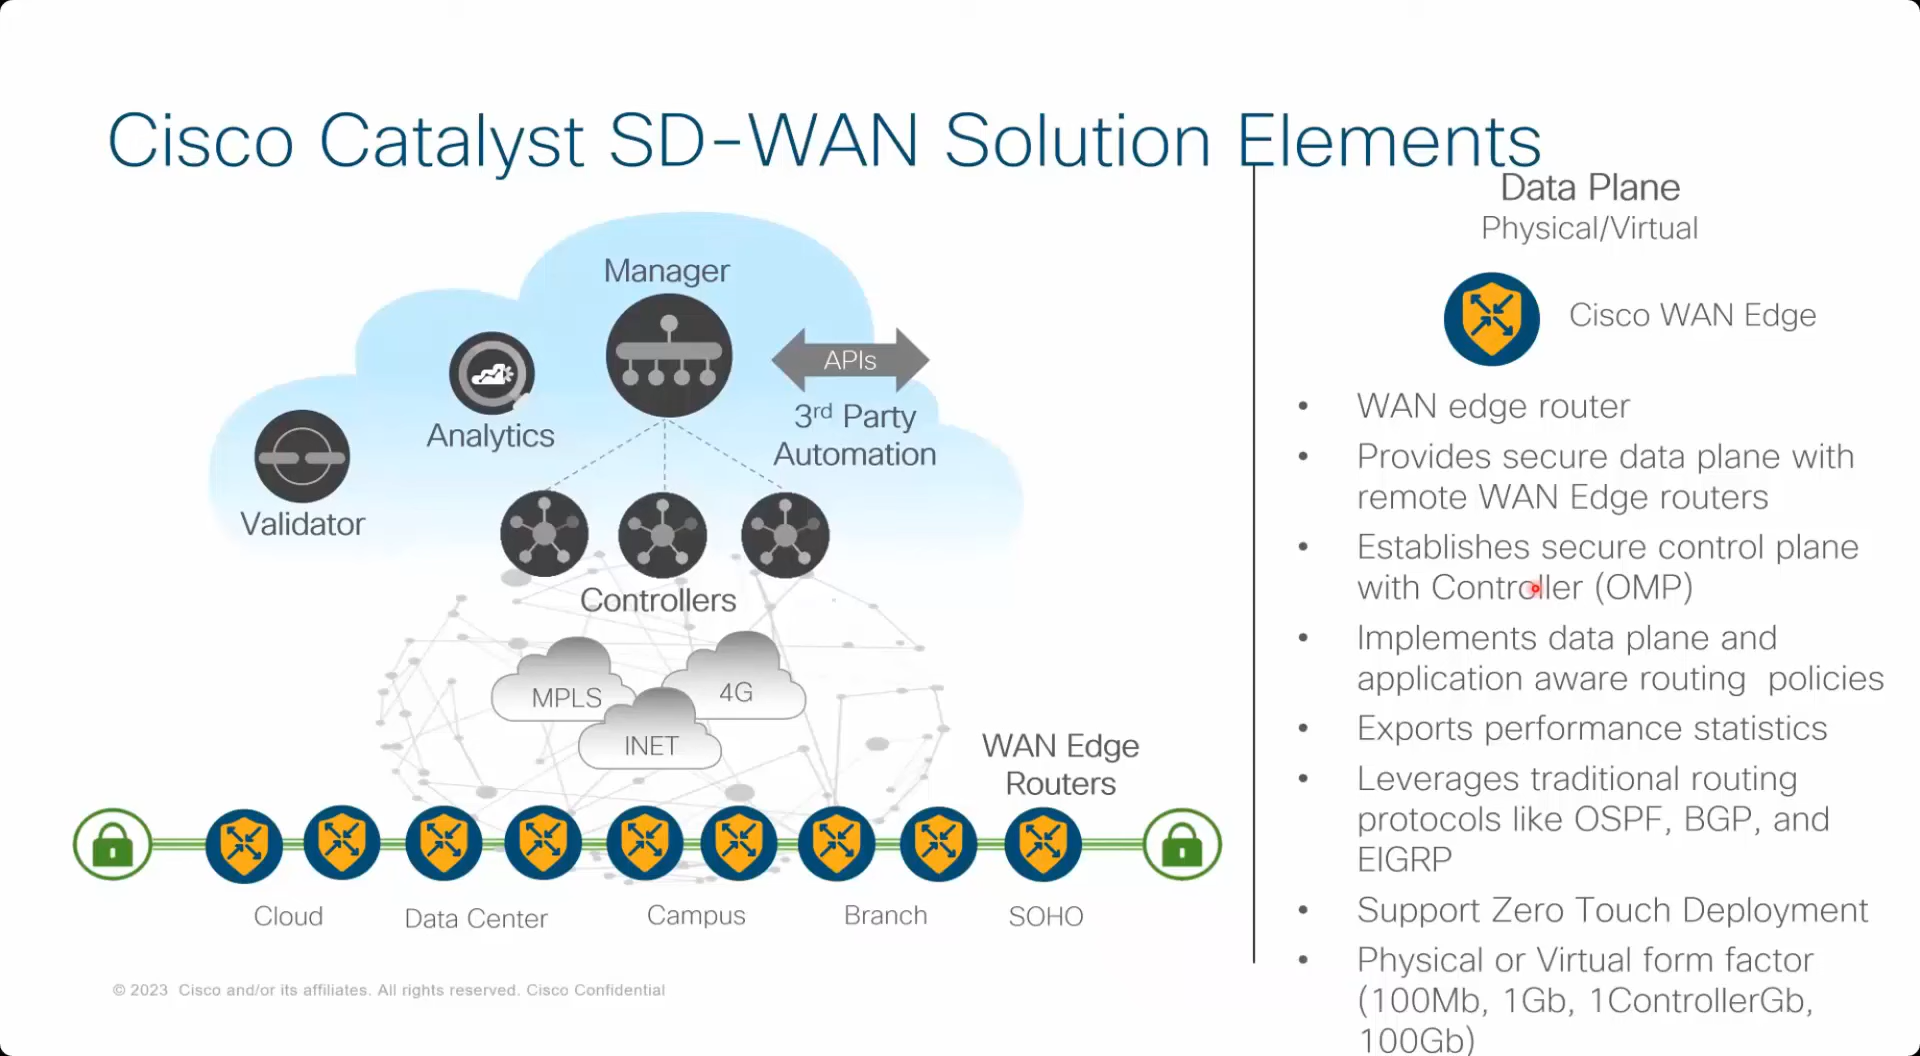 Cisco Catalyst SD-WAN Solution Elements
Data Plane
Physical/Virtual
Cisco WAN Edge
Manager
APIs
3rd Party
Automation
Analytics
Validator
Controllers
MPLS
4G
INET
WAN Edge
Routers
Cloud
Data Center
Campus
Branch
SOHO
• WAN edge router
• Provides secure data plane with
remote WAN Edge routers
• Establishes secure control plane
with Controller (OMP)
• Implements data plane and
application aware routing policies
• Exports performance statistics
• Leverages traditional routing
protocols like OSPF, BGP, and
EIGRP
• Support Zero Touch Deployment
• Physical or Virtual form factor
(100Mb, 1Gb, 1ControllerGb,
100Gb)
© 2023 Cisco and/or its affiliates. All rights reserved. Cisco Confidential